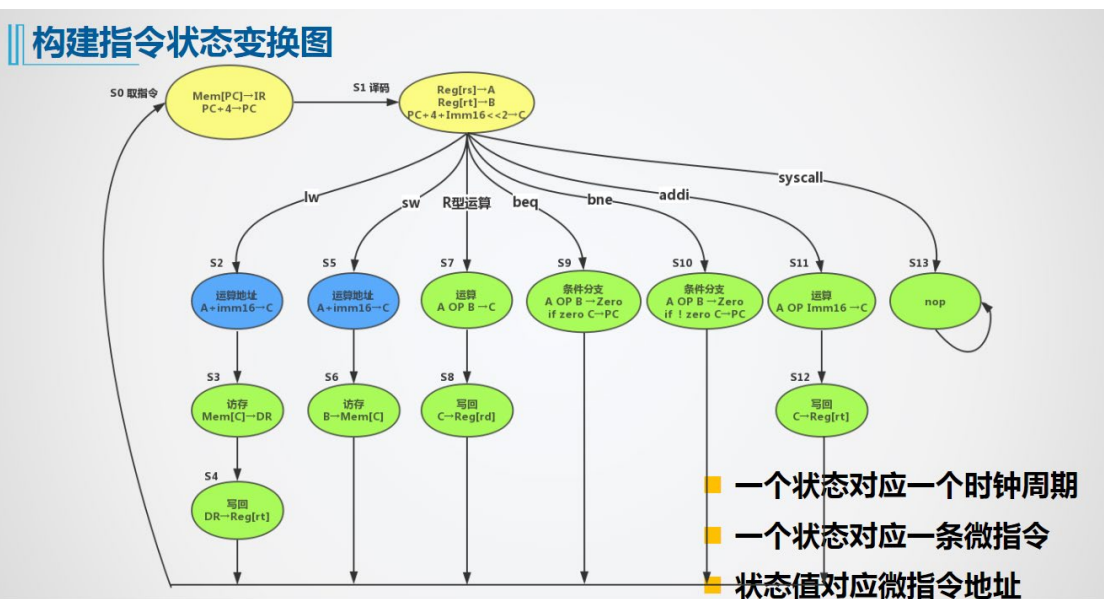 构建指令状态变换图
S0 取指令
Mem[PC]→IR
PC+4→PC
S1 译码
Reg[rs]→A
Reg[rt]→B
PC+4+Imm16<<2→C
lw
sw
R型运算
beq
bne
addi
syscall
S2
运算地址
A+imm16→C
S5
运算地址
A+imm16→C
S7
运算
A OP B→C
S9
条件分支
A OP B→Zero
if zero C→PC
S10
条件分支
A OP B→Zero
if ! zero C→PC
S11
运算
A OP Imm16→C
S13
nop
S3
访存
Mem[C]→DR
S6
访存
B→Mem[C]
S8
写回
C→Reg[rd]
S12
写回
C→Reg[rt]
S4
写回
DR→Reg[rt]
一个状态对应一个时钟周期
一个状态对应一条微指令
状态值对应微指令地址